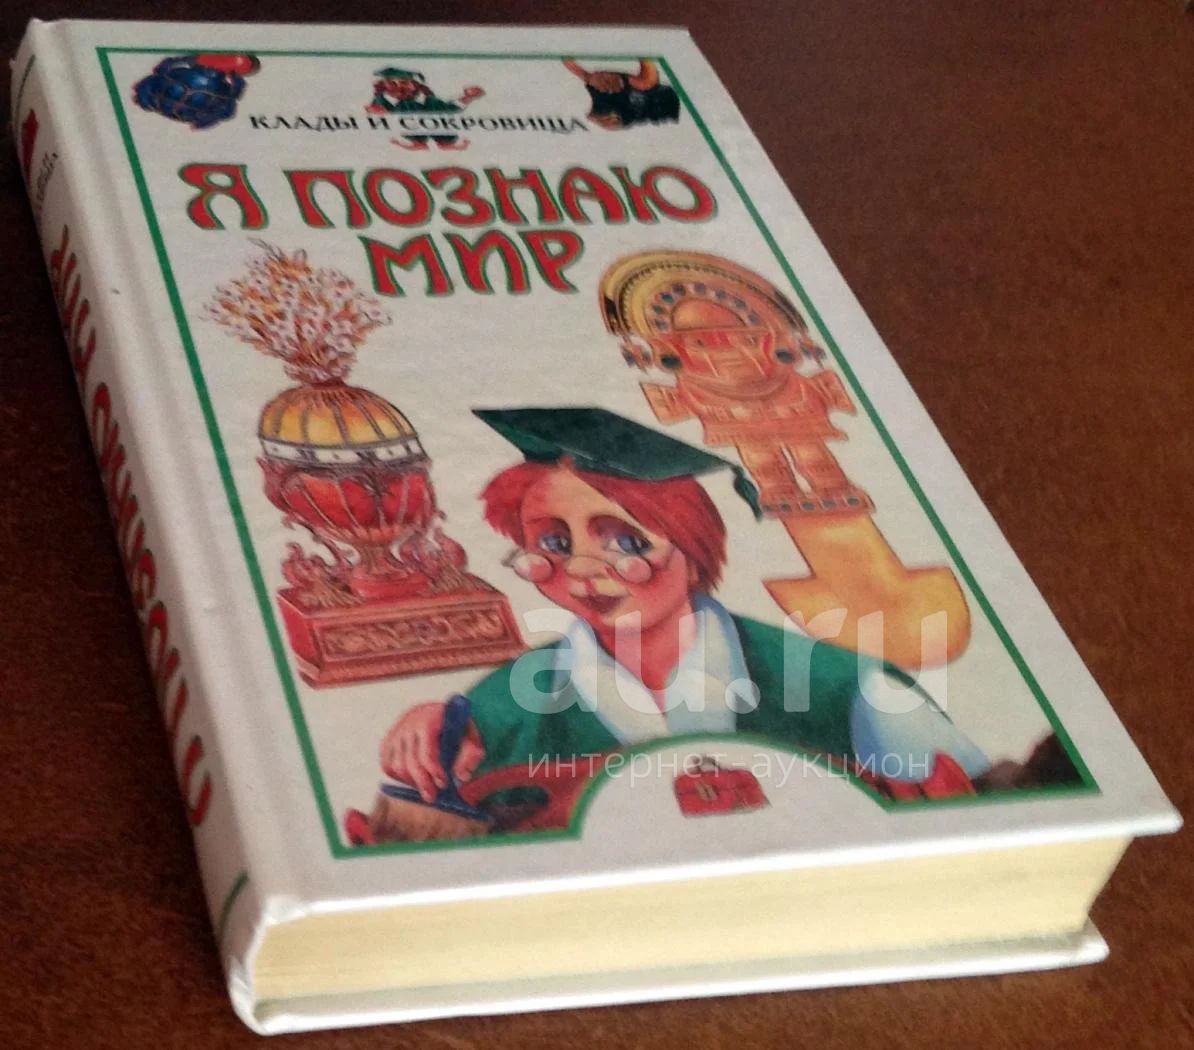 КЛАДЫ И СОКРОВИЩА
Я ПОЗНАЮ
МИР
au.ru
интернет-аукцион